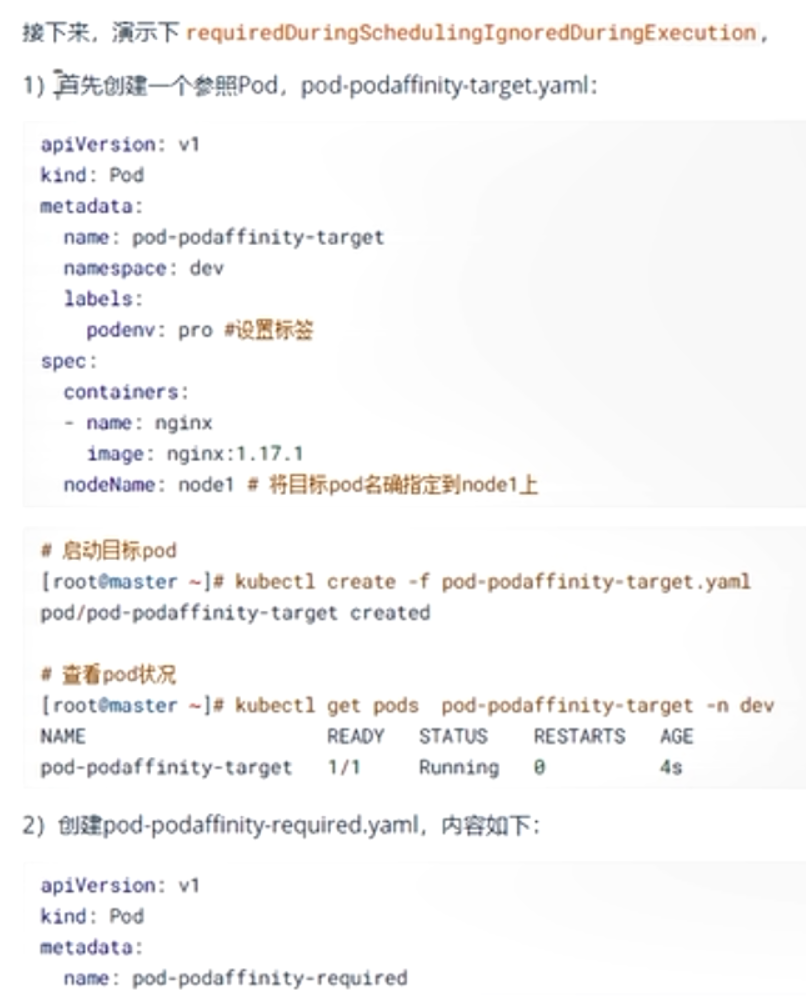 接下来，演示下 requiredDuringSchedulingIgnoredDuringExecution，
1) 首先创建一个参照Pod，pod-podaffinity-target.yaml：
apiVersion: v1
kind: Pod
metadata:
  name: pod-podaffinity-target
  namespace: dev
  labels:
    podenv: pro #设置标签
spec:
  containers:
  - name: nginx
    image: nginx:1.17.1
  nodeName: node1 # 将目标pod名确指定到node1上
# 启动目标pod
[root@master ~]# kubectl create -f pod-podaffinity-target.yaml
pod/pod-podaffinity-target created
# 查看pod状况
[root@master ~]# kubectl get pods  pod-podaffinity-target -n dev
NAME                     READY   STATUS    RESTARTS   AGE
pod-podaffinity-target   1/1     Running   0          4s
2) 创建pod-podaffinity-required.yaml，内容如下：
apiVersion: v1
kind: Pod
metadata:
  name: pod-podaffinity-required